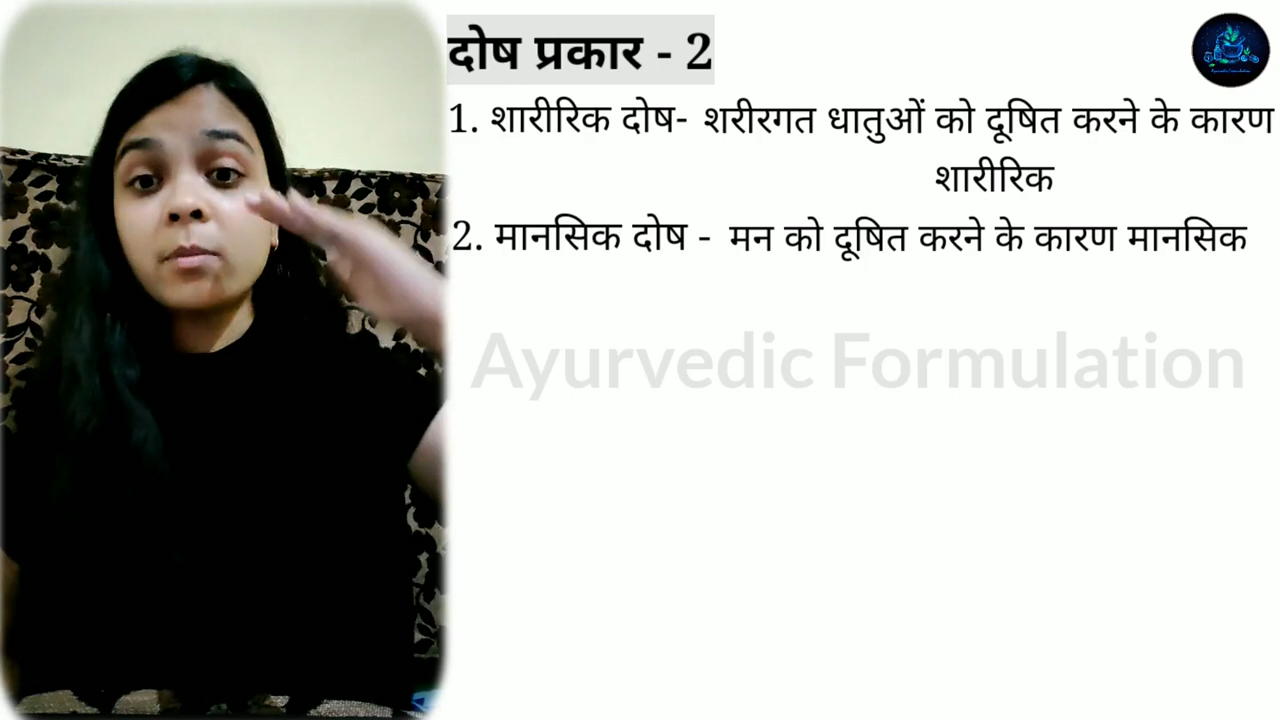 दोष प्रकार - 2
1. शारीरिक दोष- शरीरगत धातुओं को दूषित करने के कारण
शारीरिक
2. मानसिक दोष - मन को दूषित करने के कारण मानसिक
Ayurvedic Formulation